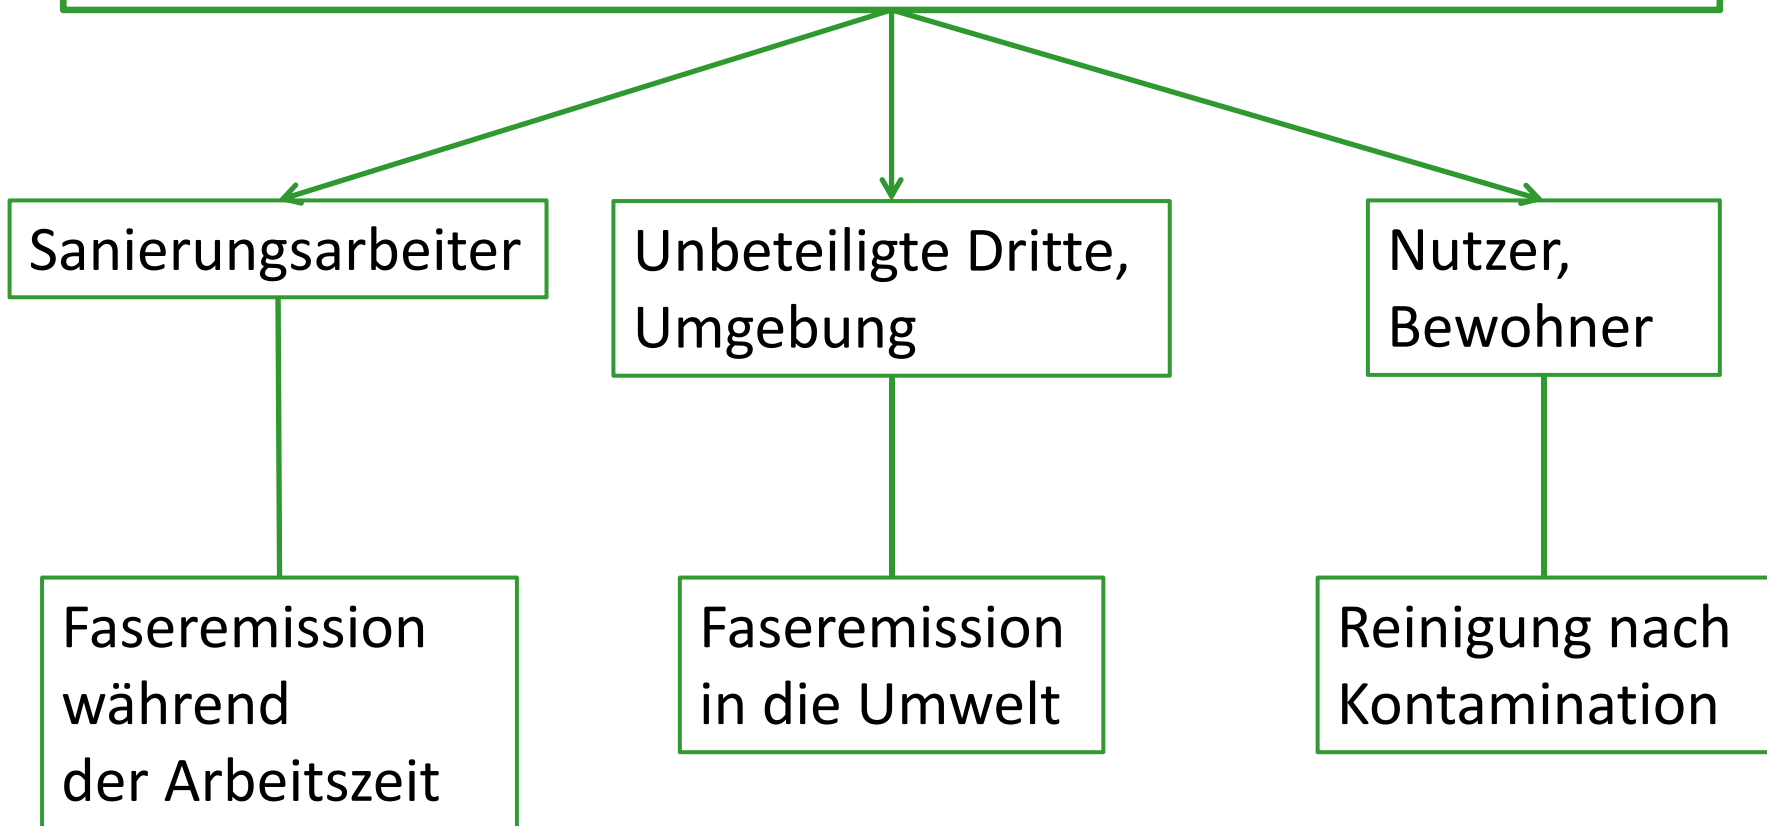 Sanierungsarbeiter
Unbeteiligte Dritte,
Umgebung
Nutzer,
Bewohner
Faseremission
während
der Arbeitszeit
Faseremission
in die Umwelt
Reinigung nach
Kontamination